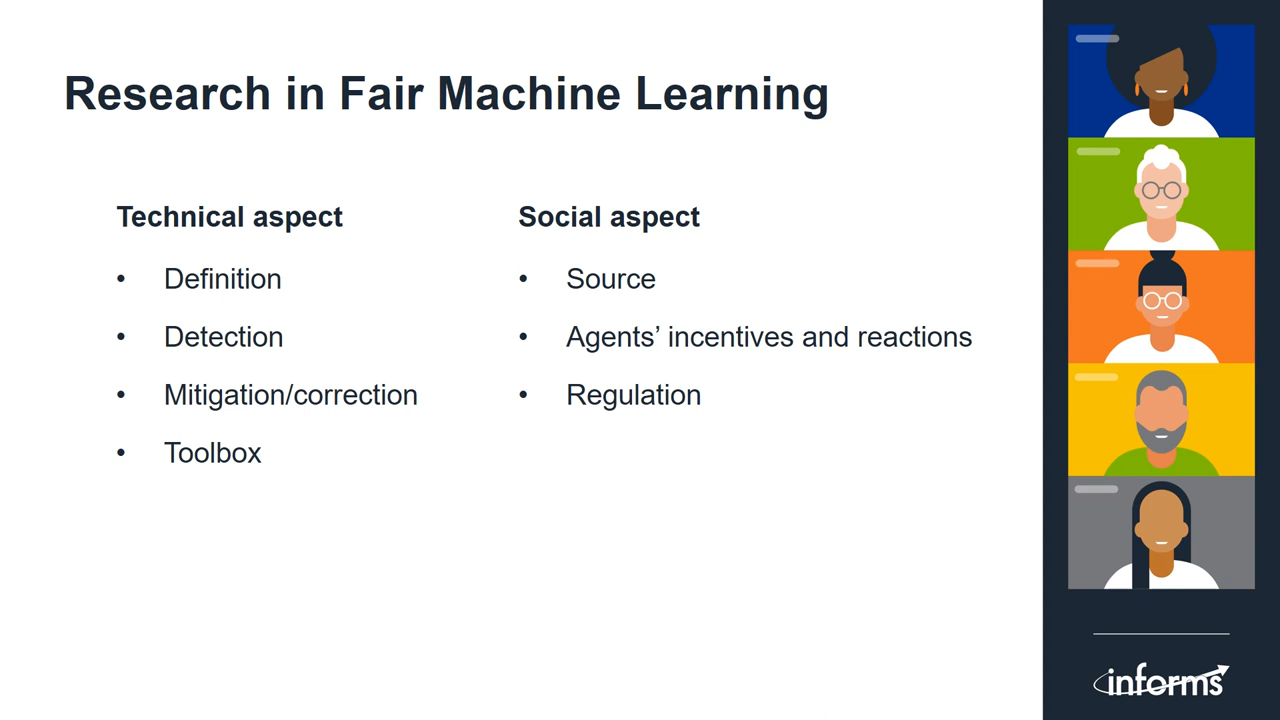 Research in Fair Machine Learning
Technical aspect
• Definition
• Detection
• Mitigation/correction
• Toolbox
Social aspect
• Source
• Agents’ incentives and reactions
• Regulation
informs